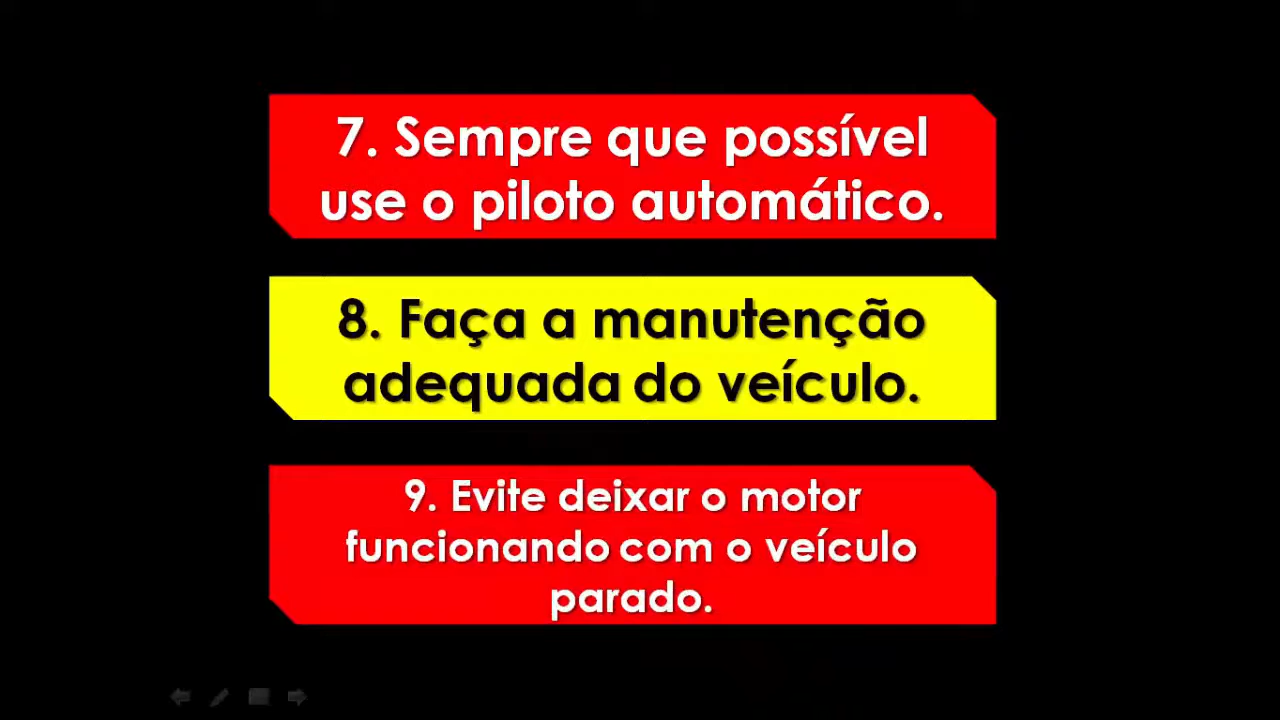 7. Sempre que possível
use o piloto automático.
8. Faça a manutenção
adequada do veículo.
9. Evite deixar o motor
funcionando com o veículo
parado.